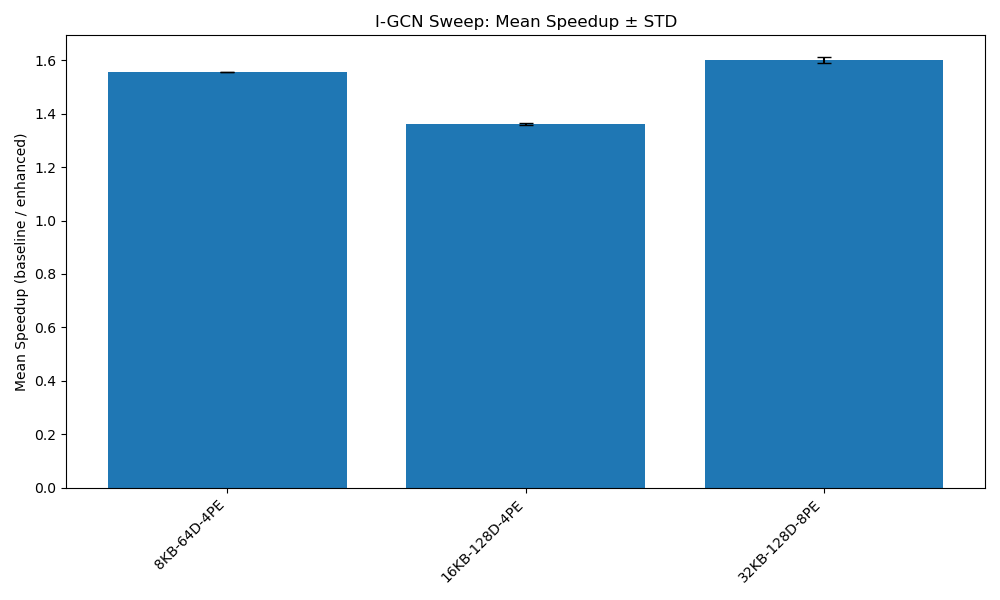 I-GCN Sweep: Mean Speedup ± STD
Mean Speedup (baseline / enhanced)
1.6
1.4
1.2
1.0
0.8
0.6
0.4
0.2
0.0
8KB-64D-4PE
16KB-128D-4PE
32KB-128D-8PE